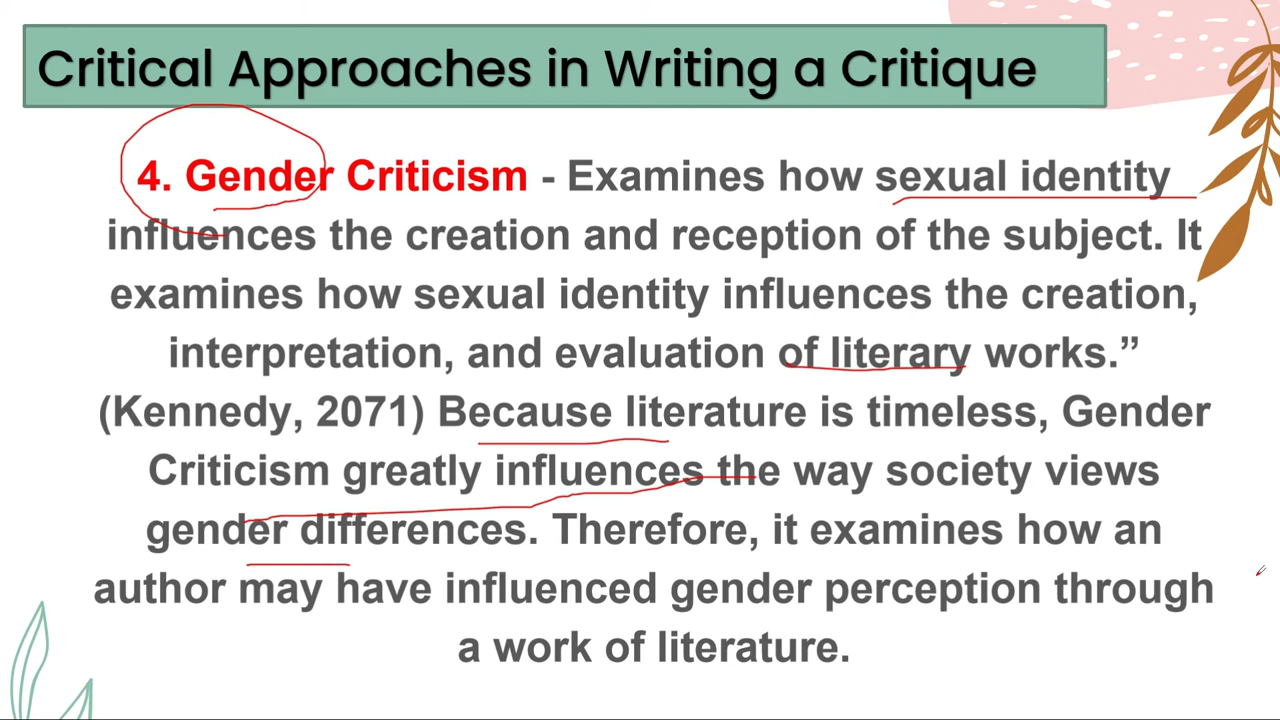 Critical Approaches in Writing a Critique
4. Gender Criticism - Examines how sexual identity
influences the creation and reception of the subject. It
examines how sexual identity influences the creation,
interpretation, and evaluation of literary works.”
(Kennedy, 2071) Because literature is timeless, Gender
Criticism greatly influences the way society views
gender differences. Therefore, it examines how an
author may have influenced gender perception through
a work of literature.